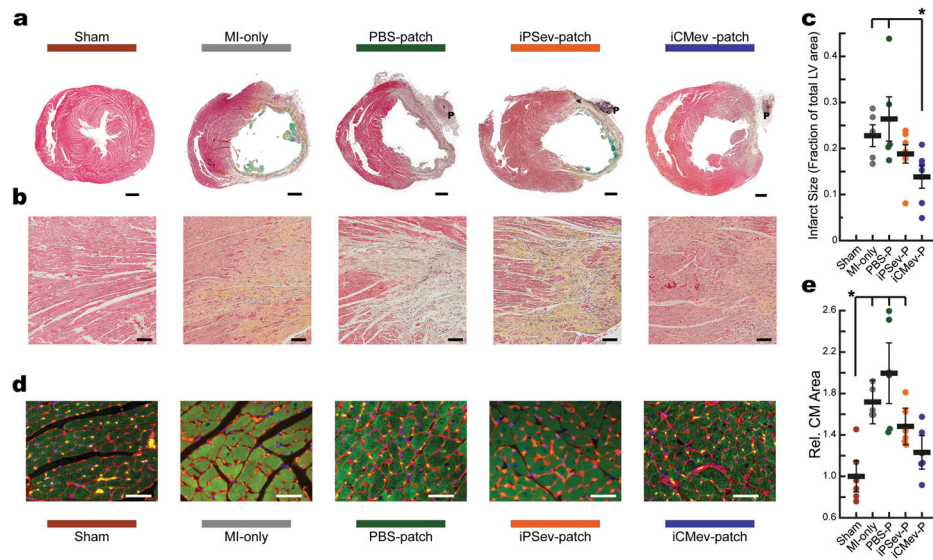 a
Sham
MI-only
PBS-patch
iPSev-patch
iCMev -patch
P
P
P
b
c
*
Infarct Size (Fraction of total LV area)
0.4
0.3
0.2
0.1
0
Sham
MI-only
PBS-P
iPSev-P
iCMev-P
d
Sham
MI-only
PBS-patch
iPSev-patch
iCMev-patch
e
*
Rel. CM Area
2.6
2.2
1.8
1.4
1.0
0.6
Sham
MI-only
PBS-P
iPSev-P
iCMev-P